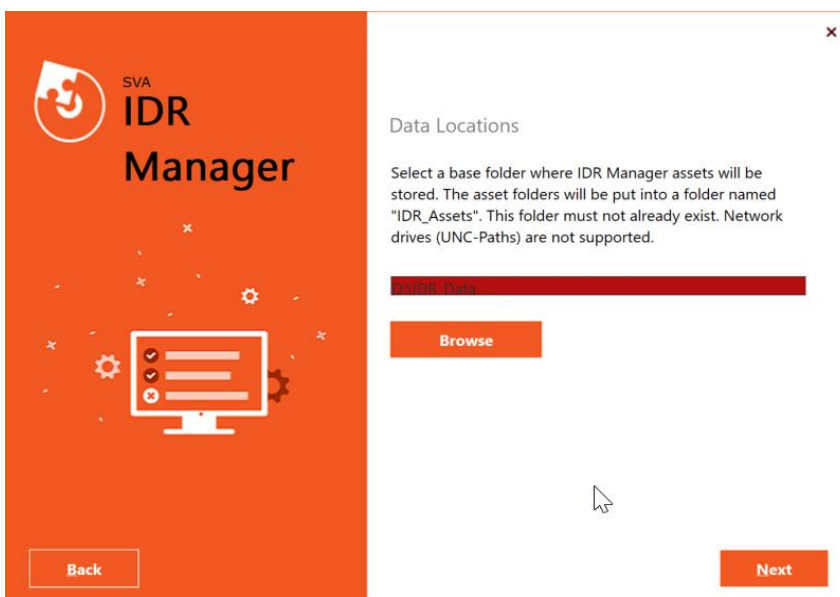 SVA
IDR
Manager
Data Locations
Select a base folder where IDR Manager assets will be
stored. The asset folders will be put into a folder named
"IDR_Assets". This folder must not already exist. Network
drives (UNC-Paths) are not supported.
D:\IDR_Data
Browse
Back
Next